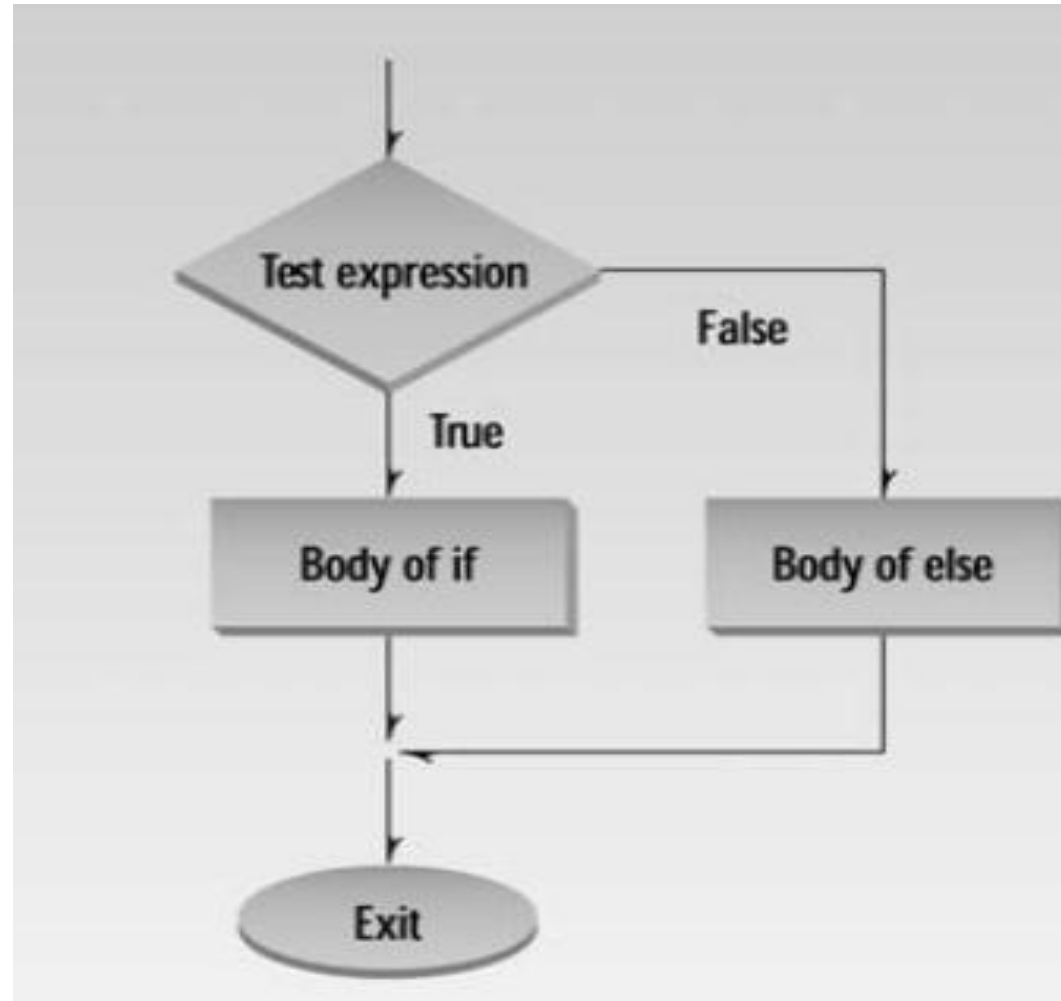 Test expression
False
True
Body of if
Body of else
Exit